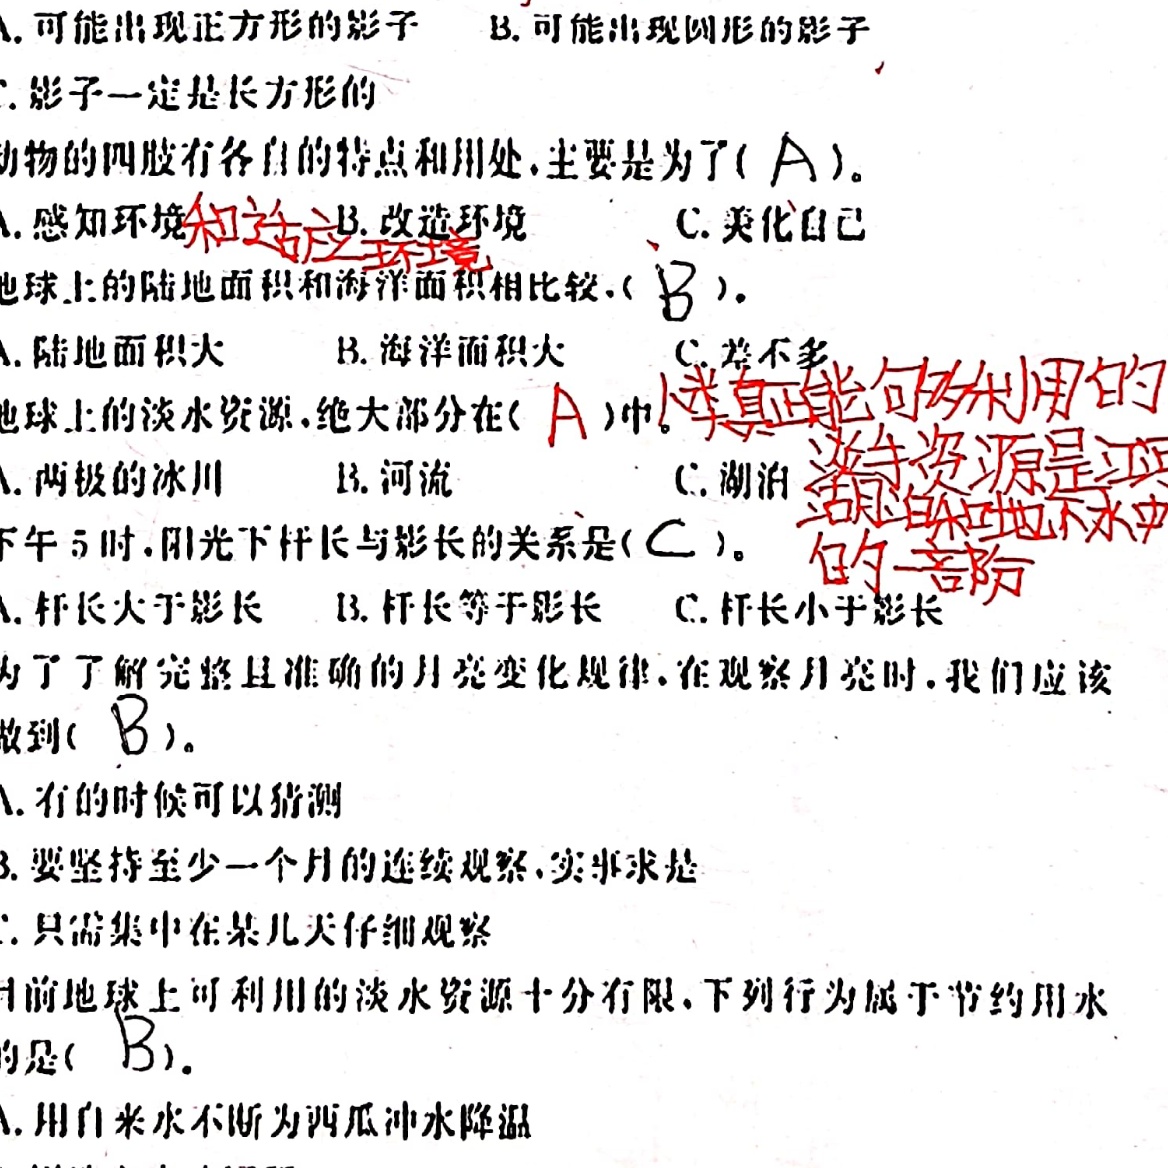 A. 可能出现正方形的影子 B. 可能出现圆形的影子
C. 影子一定是长方形的
动物的四肢有各自的特点和用处,主要是为了( A )。
A. 感知环境和适应环境 B. 改造环境 C. 美化自己
地球上的陆地面积和海洋面积相比较,( B )。
A. 陆地面积大 B. 海洋面积大 C. 差不多
地球上的淡水资源,绝大部分在( A )中。
人类真正能够利用的
淡水资源是江河
湖泊和地下水中
的一部份
A. 两极的冰川 B. 河流 C. 湖泊
下午5时,阳光下杆长与影长的关系是( C )。
A. 杆长大于影长 B. 杆长等于影长 C. 杆长小于影长
为了了解完整且准确的月亮变化规律,在观察月亮时,我们应该
做到( B )。
A. 有的时候可以猜测
B. 要坚持至少一个月的连续观察,实事求是
C. 只需集中在某几天仔细观察
目前地球上可利用的淡水资源十分有限,下列行为属于节约用水
的是( B )。
A. 用自来水不断为西瓜冲水降温